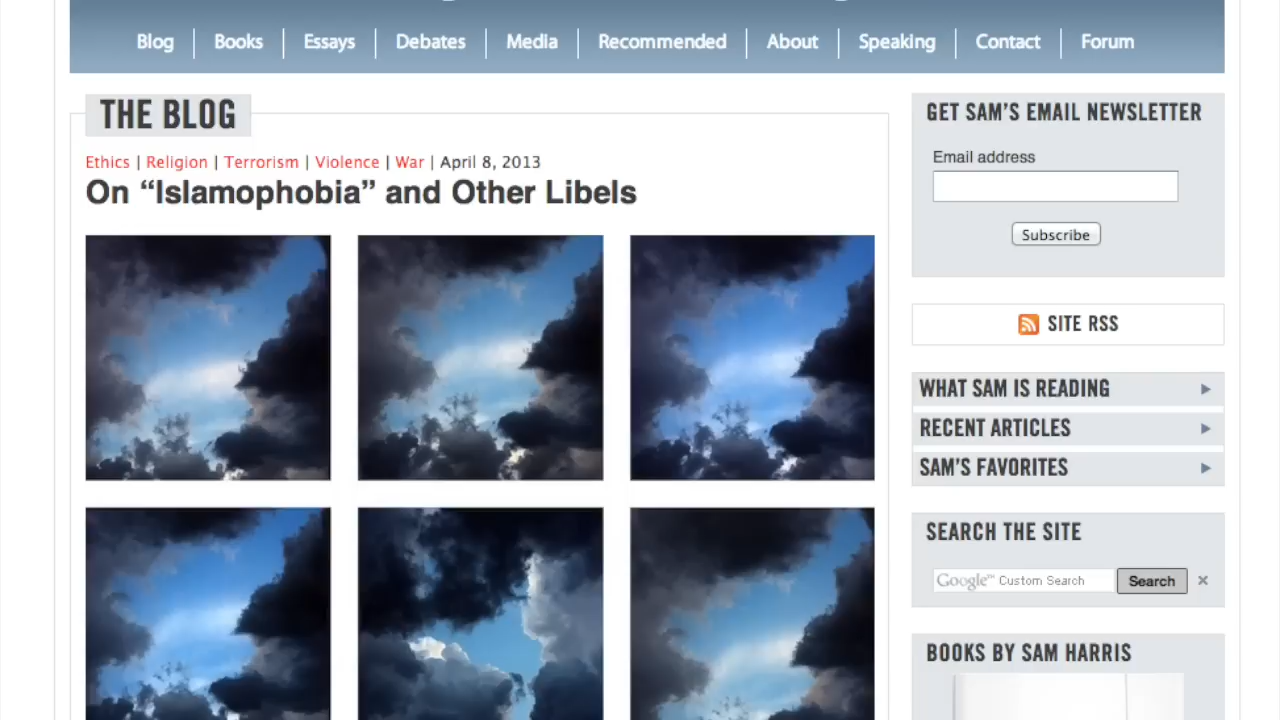 Blog Books Essays Debates Media Recommended About Speaking Contact Forum
THE BLOG
Ethics | Religion | Terrorism | Violence | War | April 8, 2013
On “Islamophobia” and Other Libels
GET SAM’S EMAIL NEWSLETTER
Email address
Subscribe
SITE RSS
WHAT SAM IS READING
RECENT ARTICLES
SAM’S FAVORITES
SEARCH THE SITE
Google™ Custom Search Search ×
BOOKS BY SAM HARRIS